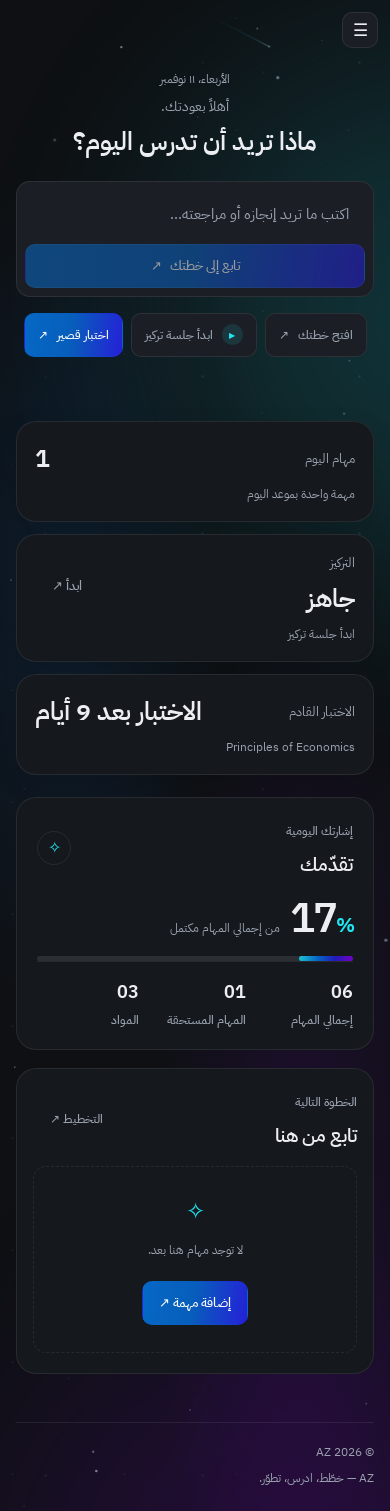 الأربعاء، ١١ نوفمبر
أهلاً بعودتك.
ماذا تريد أن تدرس اليوم؟
اكتب ما تريد إنجازه أو مراجعته...
تابع إلى خطتك ↗
افتح خطتك ↗
ابدأ جلسة تركيز
اختبار قصير ↗
مهام اليوم
1
مهمة واحدة بموعد اليوم
التركيز
جاهز
ابدأ جلسة تركيز
ابدأ ↗
الاختبار القادم
الاختبار بعد 9 أيام
Principles of Economics
إشارتك اليومية
تقدّمك
17%
من إجمالي المهام مكتمل
06
إجمالي المهام
01
المهام المستحقة
03
المواد
الخطوة التالية
تابع من هنا
التخطيط ↗
لا توجد مهام هنا بعد.
إضافة مهمة ↗
© 2026 AZ
AZ — خطّط، ادرس، تطوّر.